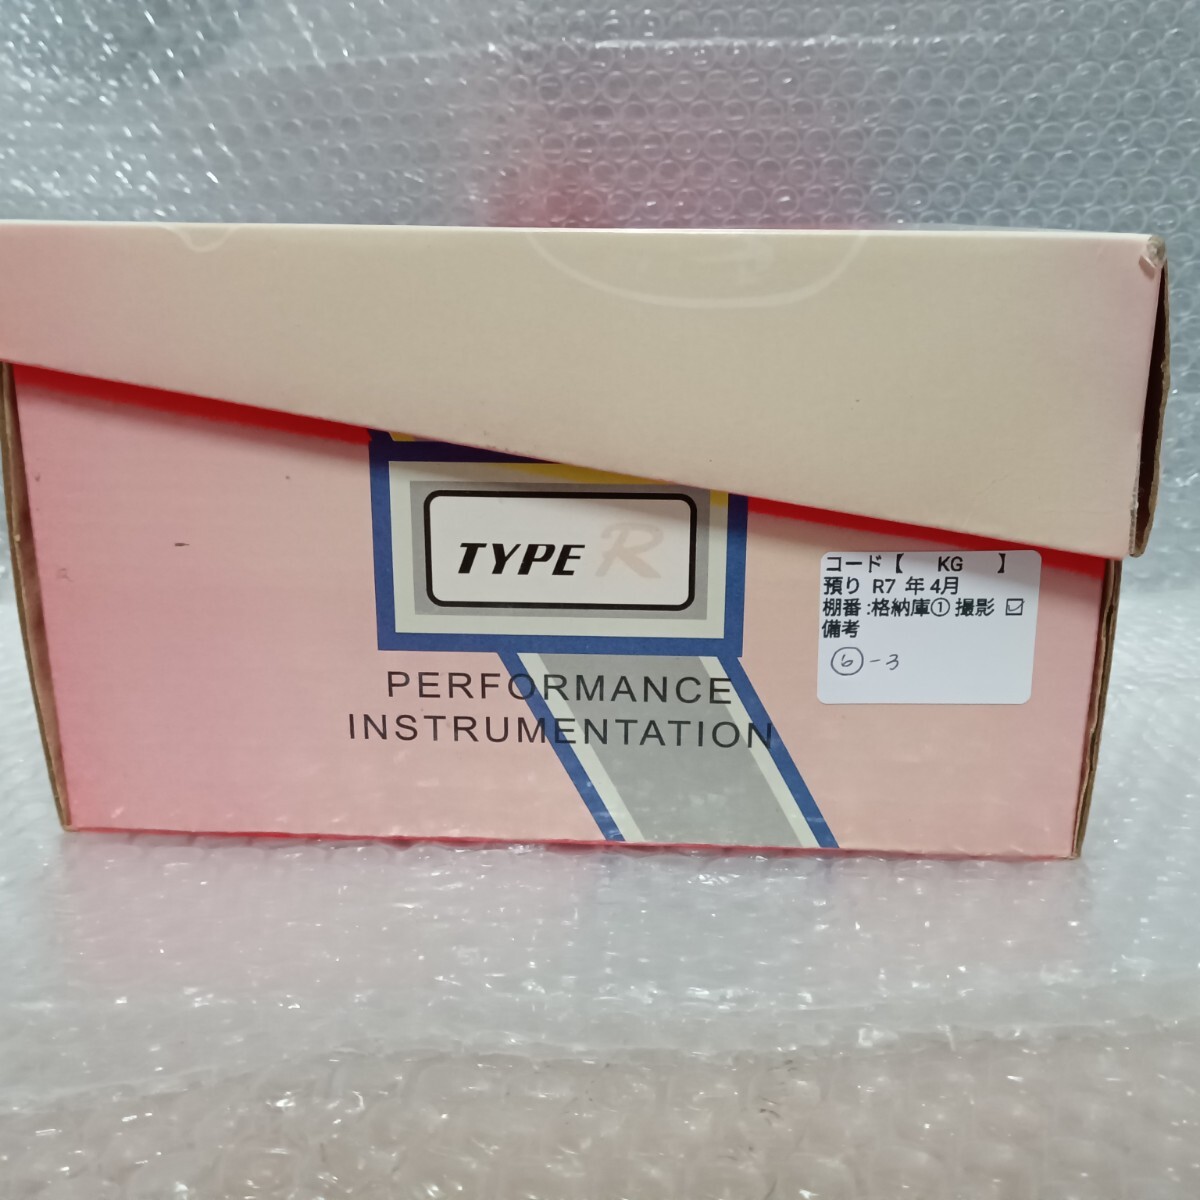 TYPE R
PERFORMANCE
INSTRUMENTATION
コード【 KG 】
預り R7 年 4月
棚番:格納庫① 撮影 ☑
備考
⑥-3